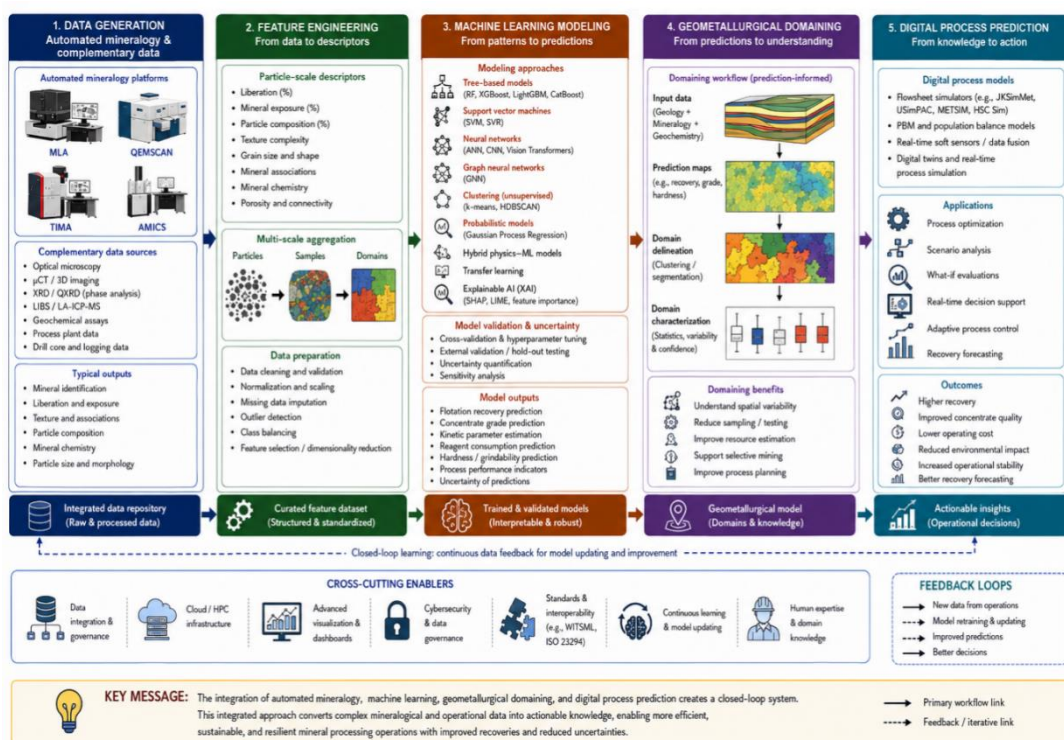 1. DATA GENERATION
Automated mineralogy &
complementary data
Automated mineralogy platforms
MLA
QEMSCAN
TIMA
AMICS
Complementary data sources
• Optical microscopy
• μCT / 3D imaging
• XRD / QXRD (phase analysis)
• LIBS / LA-ICP-MS
• Geochemical assays
• Process plant data
• Drill core and logging data
Typical outputs
• Mineral identification
• Liberation and exposure
• Texture and associations
• Particle composition
• Mineral chemistry
• Particle size and morphology
Integrated data repository
(Raw & processed data)
2. FEATURE ENGINEERING
From data to descriptors
Particle-scale descriptors
• Liberation (%)
• Mineral exposure (%)
• Particle composition (%)
• Texture complexity
• Grain size and shape
• Mineral associations
• Mineral chemistry
• Porosity and connectivity
Multi-scale aggregation
Particles
Samples
Domains
Data preparation
• Data cleaning and validation
• Normalization and scaling
• Missing data imputation
• Outlier detection
• Class balancing
• Feature selection / dimensionality reduction
Curated feature dataset
(Structured & standardized)
3. MACHINE LEARNING MODELING
From patterns to predictions
Modeling approaches
Tree-based models
(RF, XGBoost, LightGBM, CatBoost)
Support vector machines
(SVM, SVR)
Neural networks
(ANN, CNN, Vision Transformers)
Graph neural networks
(GNN)
Clustering (unsupervised)
(k-means, HDBSCAN)
Probabilistic models
(Gaussian Process Regression)
Hybrid physics–ML models
Transfer learning
Explainable AI (XAI)
(SHAP, LIME, feature importance)
Model validation & uncertainty
• Cross-validation & hyperparameter tuning
• External validation / hold-out testing
• Uncertainty quantification
• Sensitivity analysis
Model outputs
• Flotation recovery prediction
• Concentrate grade prediction
• Kinetic parameter estimation
• Reagent consumption prediction
• Hardness / grindability prediction
• Process performance indicators
• Uncertainty of predictions
Trained & validated models
(Interpretable & robust)
4. GEOMETALLURGICAL DOMAINING
From predictions to understanding
Domaining workflow (prediction-informed)
Input data
(Geology +
Mineralogy +
Geochemistry)
Prediction maps
(e.g., recovery, grade,
hardness)
Domain
delineation
(Clustering /
segmentation)
Domain
characterization
(Statistics, variability
& confidence)
Domaining benefits
Understand spatial variability
Reduce sampling / testing
Improve resource estimation
Support selective mining
Improve process planning
Geometallurgical model
(Domains & knowledge)
5. DIGITAL PROCESS PREDICTION
From knowledge to action
Digital process models
• Flowsheet simulators (e.g., JKSimMet,
USimPAC, METSIM, HSC Sim)
• PBM and population balance models
• Real-time soft sensors / data fusion
• Digital twins and real-time
process simulation
Applications
Process optimization
Scenario analysis
What-if evaluations
Real-time decision support
Adaptive process control
Recovery forecasting
Outcomes
Higher recovery
Improved concentrate quality
Lower operating cost
Reduced environmental impact
Increased operational stability
Better recovery forecasting
Actionable insights
(Operational decisions)
Closed-loop learning: continuous data feedback for model updating and improvement
CROSS-CUTTING ENABLERS
Data
integration &
governance
Cloud / HPC
infrastructure
Advanced
visualization &
dashboards
Cybersecurity
& data
governance
Standards &
interoperability
(e.g., WITSML,
ISO 23294)
Continuous learning
& model updating
Human expertise
& domain
knowledge
FEEDBACK LOOPS
New data from operations
Model retraining & updating
Improved predictions
Better decisions
KEY MESSAGE: The integration of automated mineralogy, machine learning, geometallurgical domaining, and digital process prediction creates a closed-loop system.
This integrated approach converts complex mineralogical and operational data into actionable knowledge, enabling more efficient,
sustainable, and resilient mineral processing operations with improved recoveries and reduced uncertainties.
Primary workflow link
Feedback / iterative link